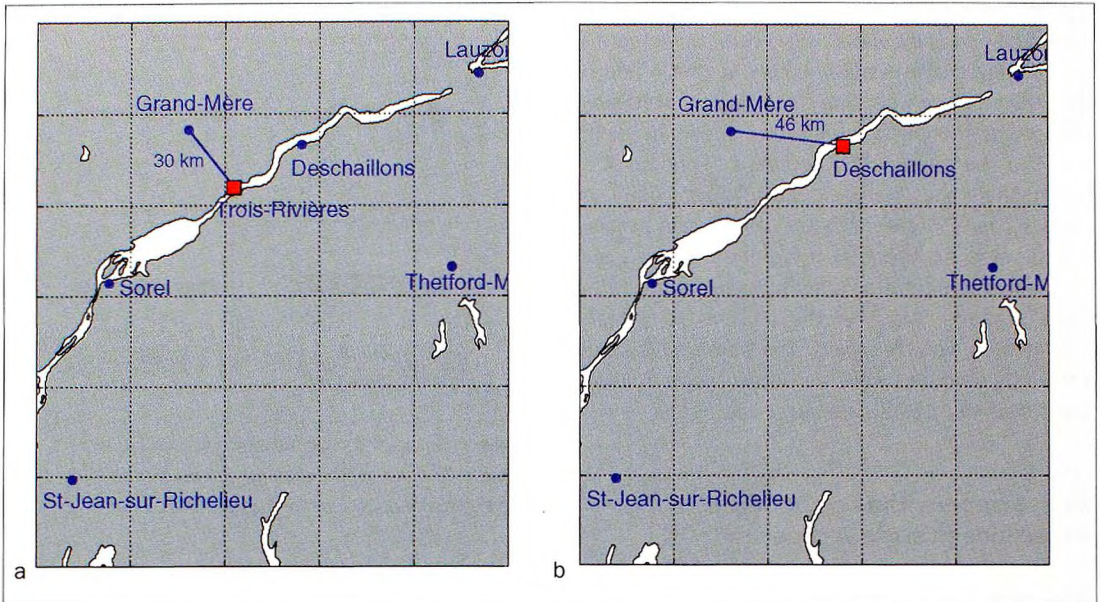 Lauzon
Grand-Mère
30 km
Deschaillons
Trois-Rivières
Sorel
Thetford-M
St-Jean-sur-Richelieu
a
Lauzon
Grand-Mère
46 km
Deschaillons
Sorel
Thetford-M
St-Jean-sur-Richelieu
b